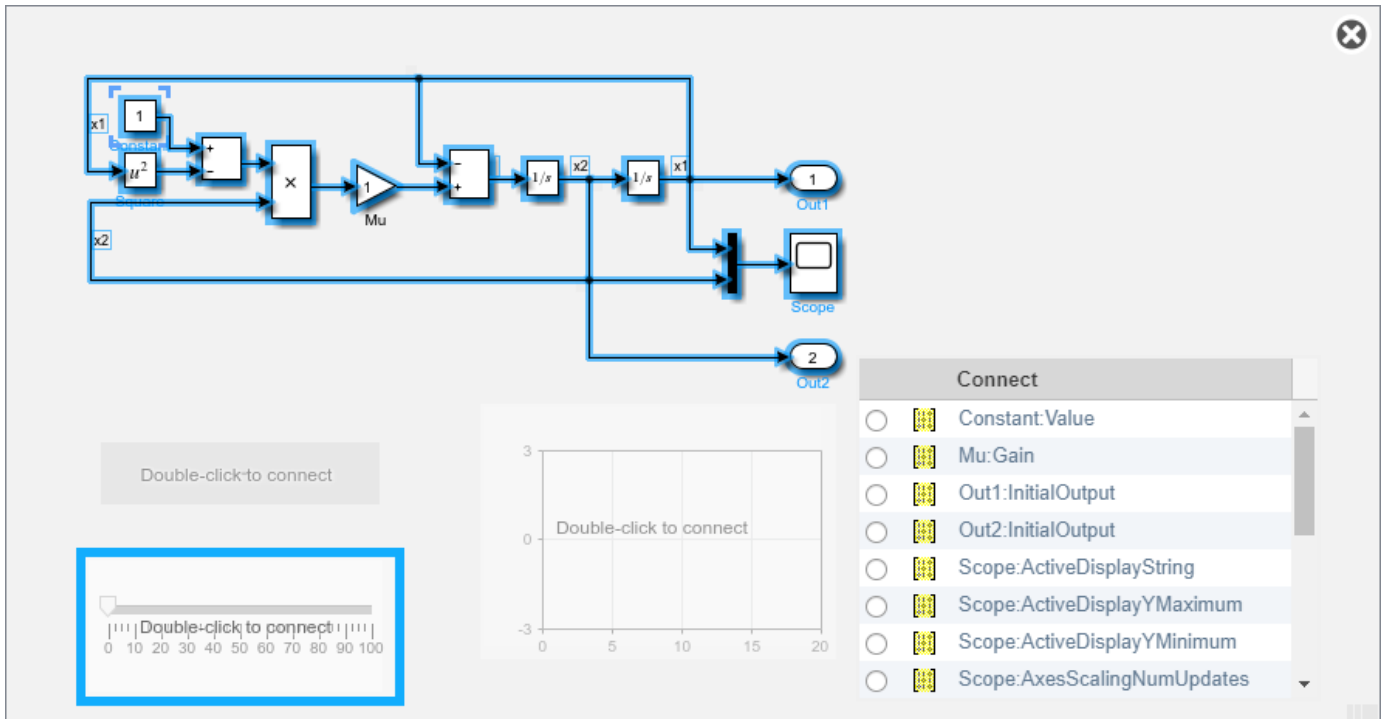 x1
1
Constan
u²
Square
+
−
×
1
Mu
−
+
1/s
x2
1/s
x1
1
Out1
x2
Scope
2
Out2
Connect
Constant:Value
Mu:Gain
Out1:InitialOutput
Out2:InitialOutput
Scope:ActiveDisplayString
Scope:ActiveDisplayYMaximum
Scope:ActiveDisplayYMinimum
Scope:AxesScalingNumUpdates
Double-click to connect
3
0
-3
Double-click to connect
0 5 10 15 20
Double-click to connect
0 10 20 30 40 50 60 70 80 90 100